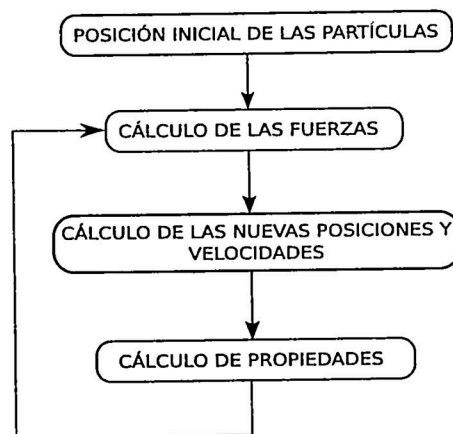 POSICIÓN INICIAL DE LAS PARTÍCULAS
CÁLCULO DE LAS FUERZAS
CÁLCULO DE LAS NUEVAS POSICIONES Y
VELOCIDADES
CÁLCULO DE PROPIEDADES